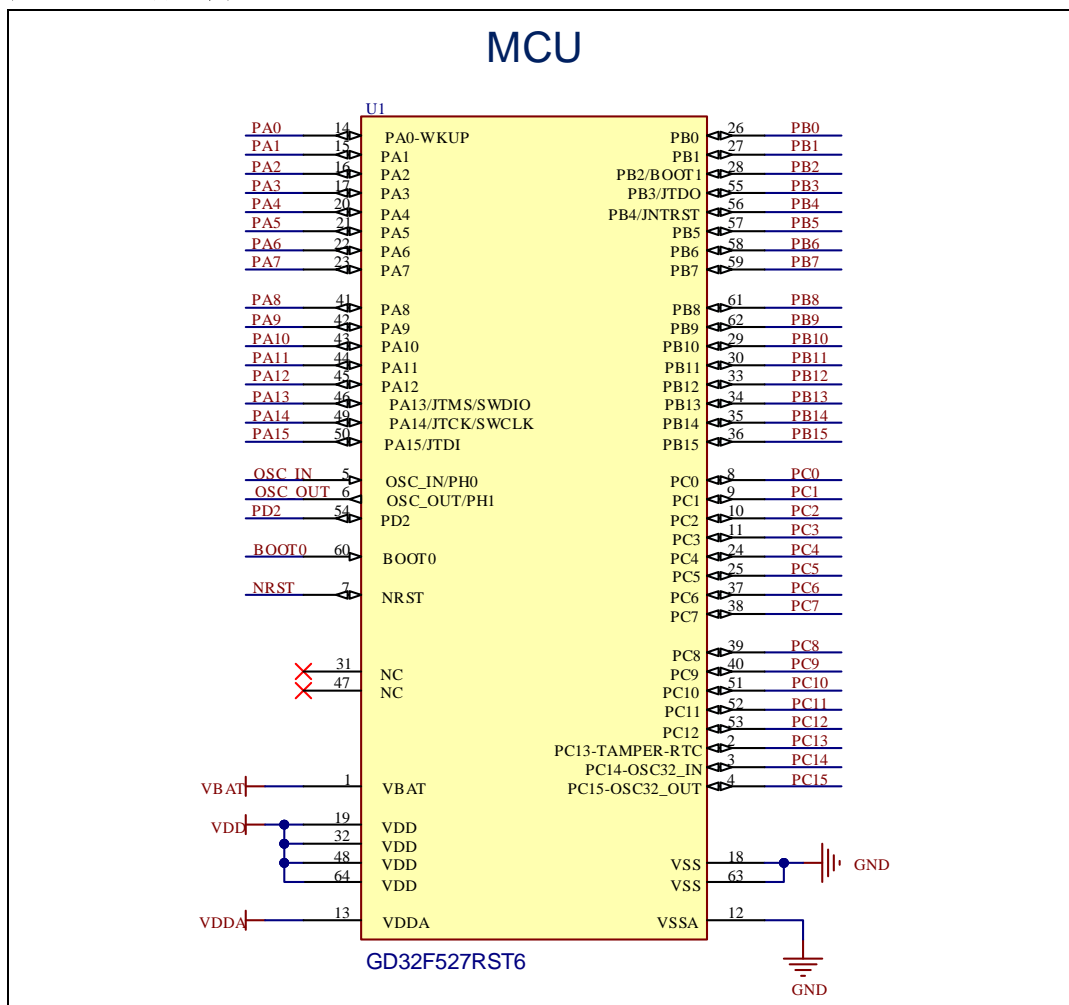 MCU
U1
PA0 14 PA0-WKUP PB0 26 PB0
PA1 15 PA1 PB1 27 PB1
PA2 16 PA2 PB2/BOOT1 28 PB2
PA3 17 PA3 PB3/JTDO 55 PB3
PA4 20 PA4 PB4/JNTRST 56 PB4
PA5 21 PA5 PB5 57 PB5
PA6 22 PA6 PB6 58 PB6
PA7 23 PA7 PB7 59 PB7
PA8 41 PA8 PB8 61 PB8
PA9 42 PA9 PB9 62 PB9
PA10 43 PA10 PB10 29 PB10
PA11 44 PA11 PB11 30 PB11
PA12 45 PA12 PB12 33 PB12
PA13 46 PA13/JTMS/SWDIO PB13 34 PB13
PA14 49 PA14/JTCK/SWCLK PB14 35 PB14
PA15 50 PA15/JTDI PB15 36 PB15
OSC_IN 5 OSC_IN/PH0 PC0 8 PC0
OSC_OUT 6 OSC_OUT/PH1 PC1 9 PC1
PD2 54 PD2 PC2 10 PC2
PC3 11 PC3
BOOT0 60 BOOT0 PC4 24 PC4
PC5 25 PC5
NRST 7 NRST PC6 37 PC6
PC7 38 PC7
PC8 39 PC8
31 NC PC9 40 PC9
47 NC PC10 51 PC10
PC11 52 PC11
PC12 53 PC12
PC13-TAMPER-RTC 2 PC13
PC14-OSC32_IN 3 PC14
VBAT 1 VBAT PC15-OSC32_OUT 4 PC15
VDD 19 VDD
32 VDD
48 VDD VSS 18 GND
64 VDD VSS 63
VDDA 13 VDDA VSSA 12
GD32F527RST6
GND